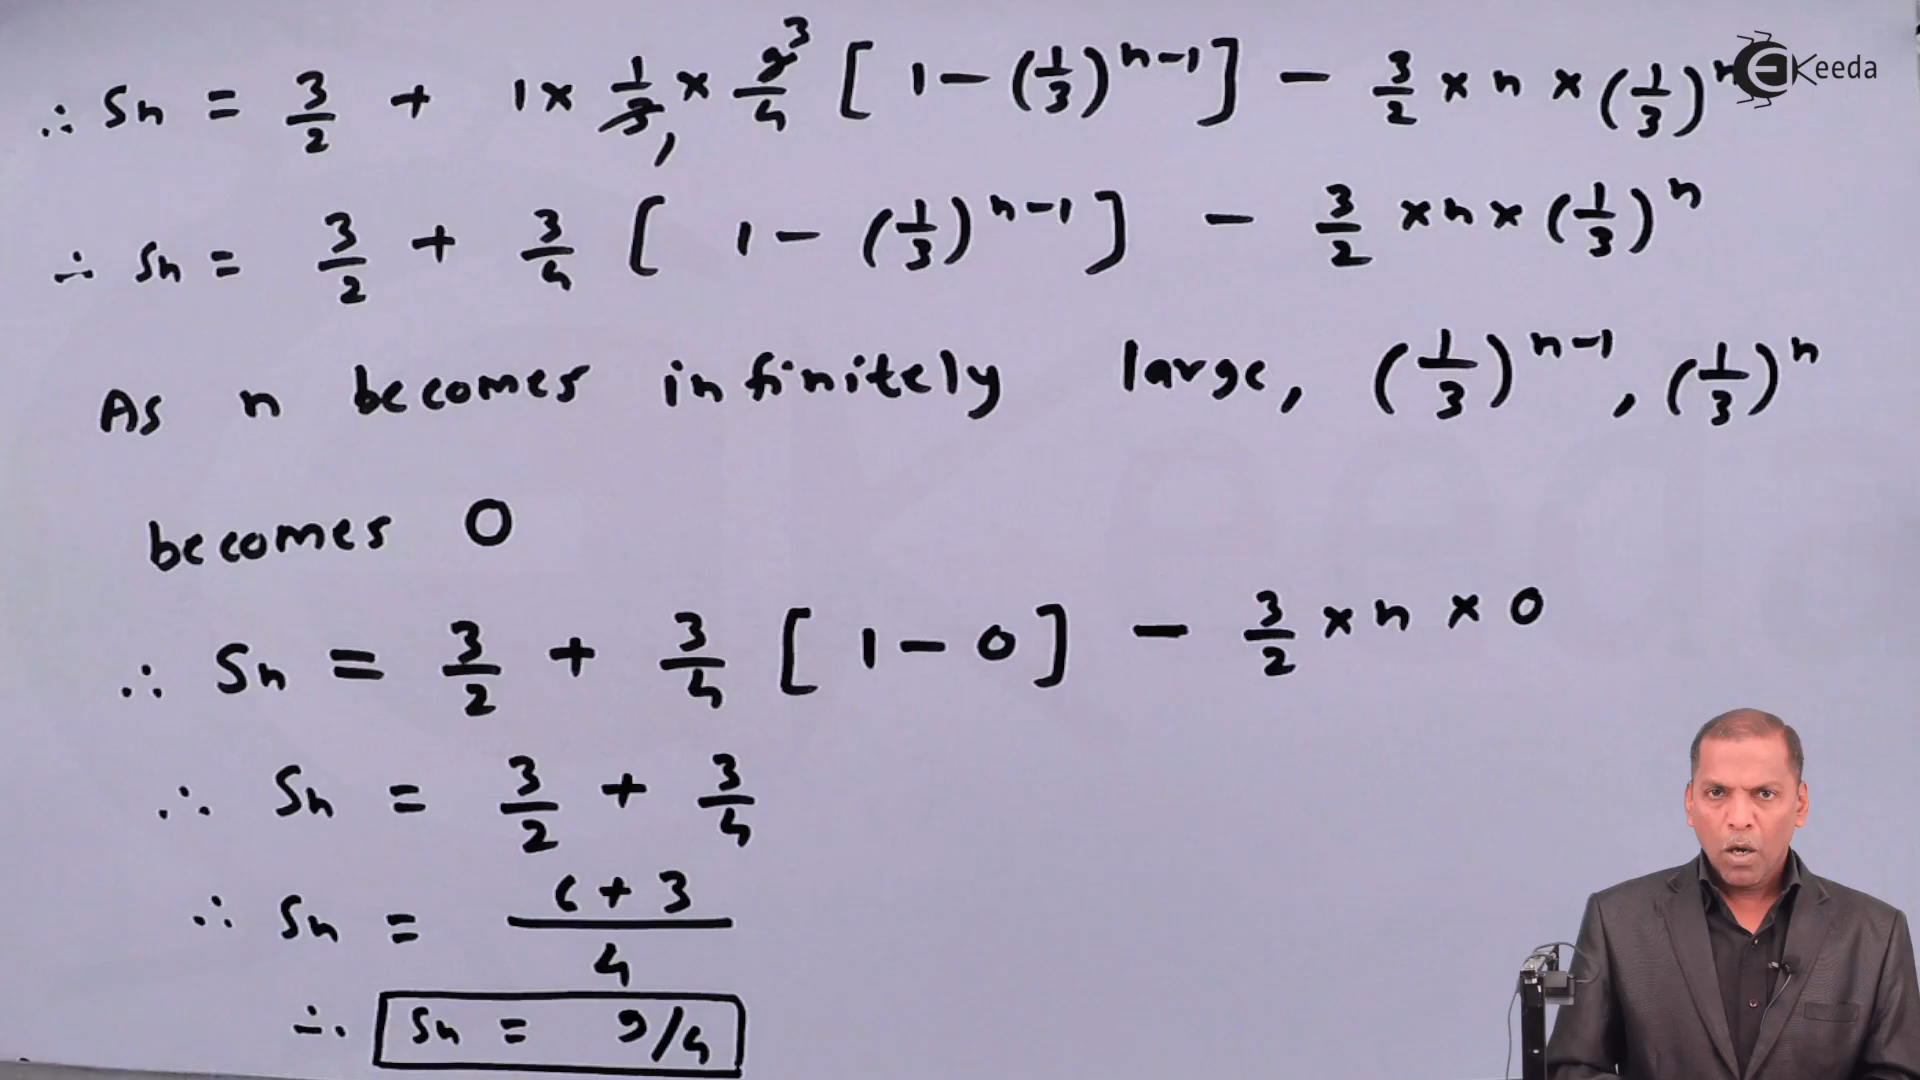 ∴ Sn = 3/2 + 1 × 1/3, × 9³/4 [ 1 − (1/3)^n−1 ] − 3/2 × n × (1/3)^n
∴ Sn = 3/2 + 3/4 [ 1 − (1/3)^n−1 ] − 3/2 × n × (1/3)^n
As n becomes infinitely large, (1/3)^n−1, (1/3)^n
becomes 0
∴ Sn = 3/2 + 3/4 [ 1 − 0 ] − 3/2 × n × 0
∴ Sn = 3/2 + 3/4
∴ Sn = 6 + 3 / 4
∴ Sn = 9/4
EKeeda